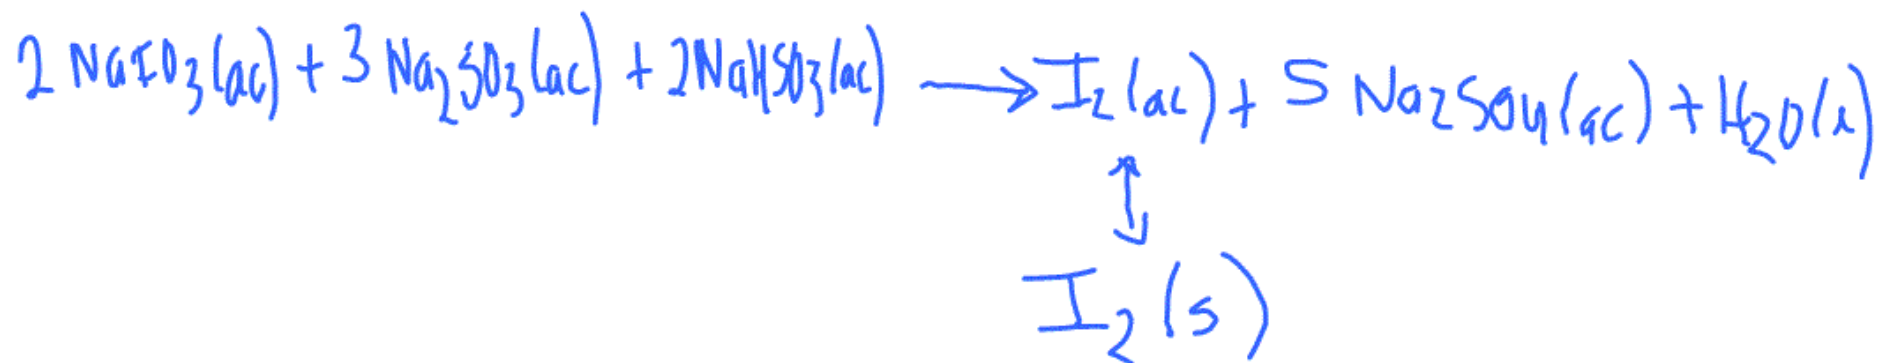 2 NaIO3(ac) + 3 Na2SO3(ac) + 2NaHSO3(ac) → I2(ac) + 5 Na2SO4(ac) + H2O(l)
↕
I2(s)